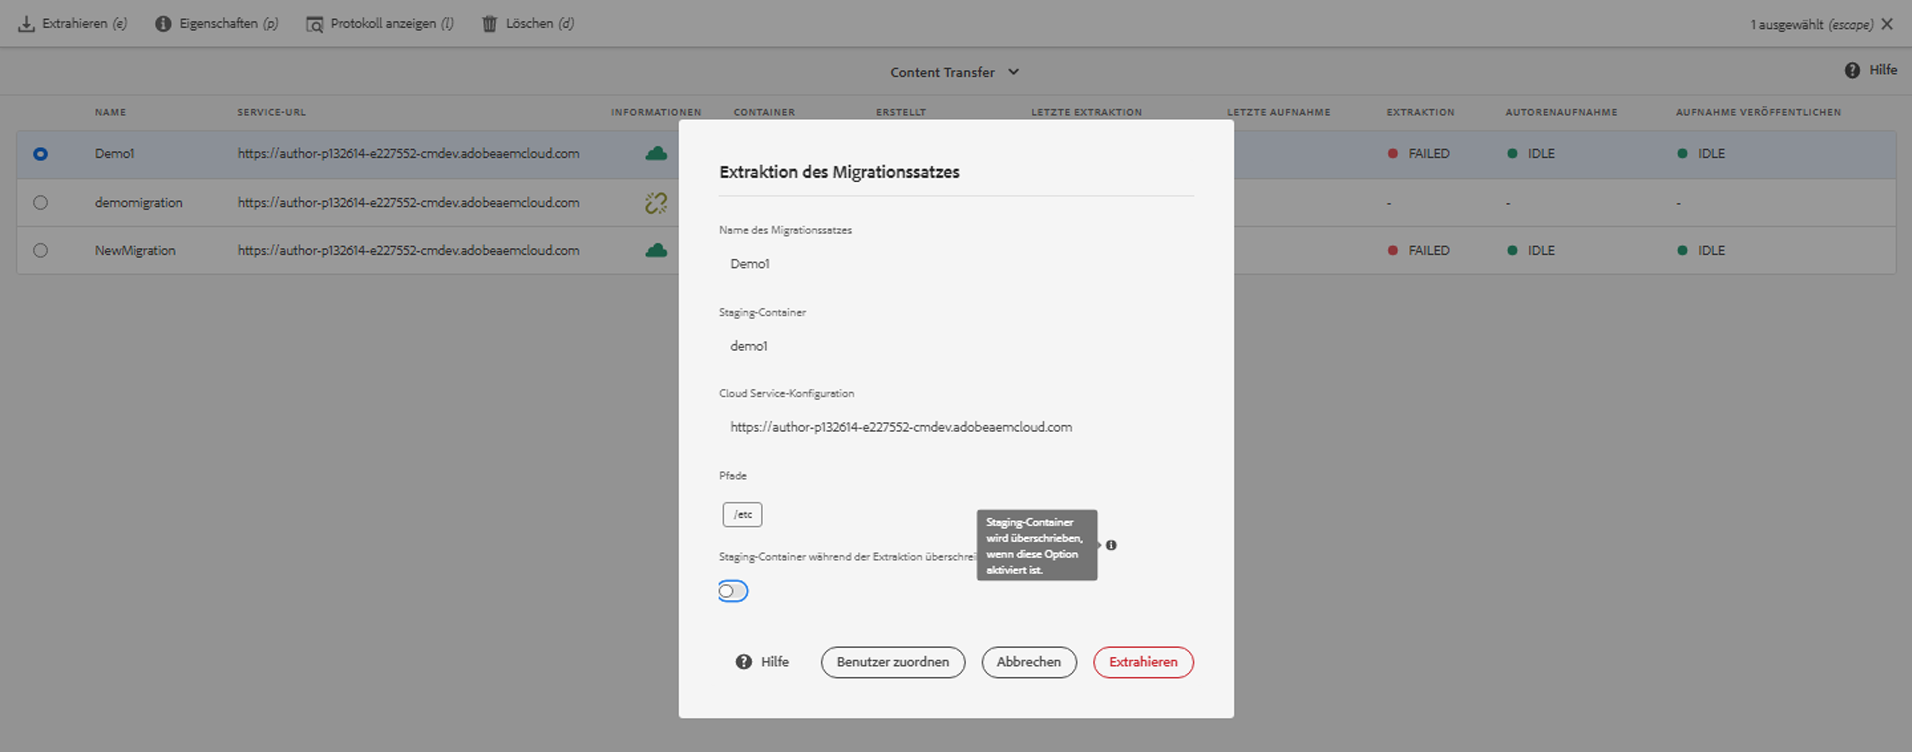 Extrahieren (e) Eigenschaften (p) Protokoll anzeigen (l) Löschen (d) 1 ausgewählt (escape)
Content Transfer
Hilfe
NAME SERVICE-URL INFORMATIONEN CONTAINER ERSTELLT LETZTE EXTRAKTION LETZTE AUFNAHME EXTRAKTION AUTORENAUFNAHME AUFNAHME VERÖFFENTLICHEN
Demo1 https://author-p132614-e227552-cmdev.adobeaemcloud.com FAILED IDLE IDLE
demomigration https://author-p132614-e227552-cmdev.adobeaemcloud.com - - -
NewMigration https://author-p132614-e227552-cmdev.adobeaemcloud.com FAILED IDLE IDLE
Extraktion des Migrationssatzes
Name des Migrationssatzes
Demo1
Staging-Container
demo1
Cloud Service-Konfiguration
https://author-p132614-e227552-cmdev.adobeaemcloud.com
Pfade
/etc
Staging-Container während der Extraktion überschrei
Staging-Container
wird überschrieben,
wenn diese Option
aktiviert ist.
Hilfe
Benutzer zuordnen
Abbrechen
Extrahieren